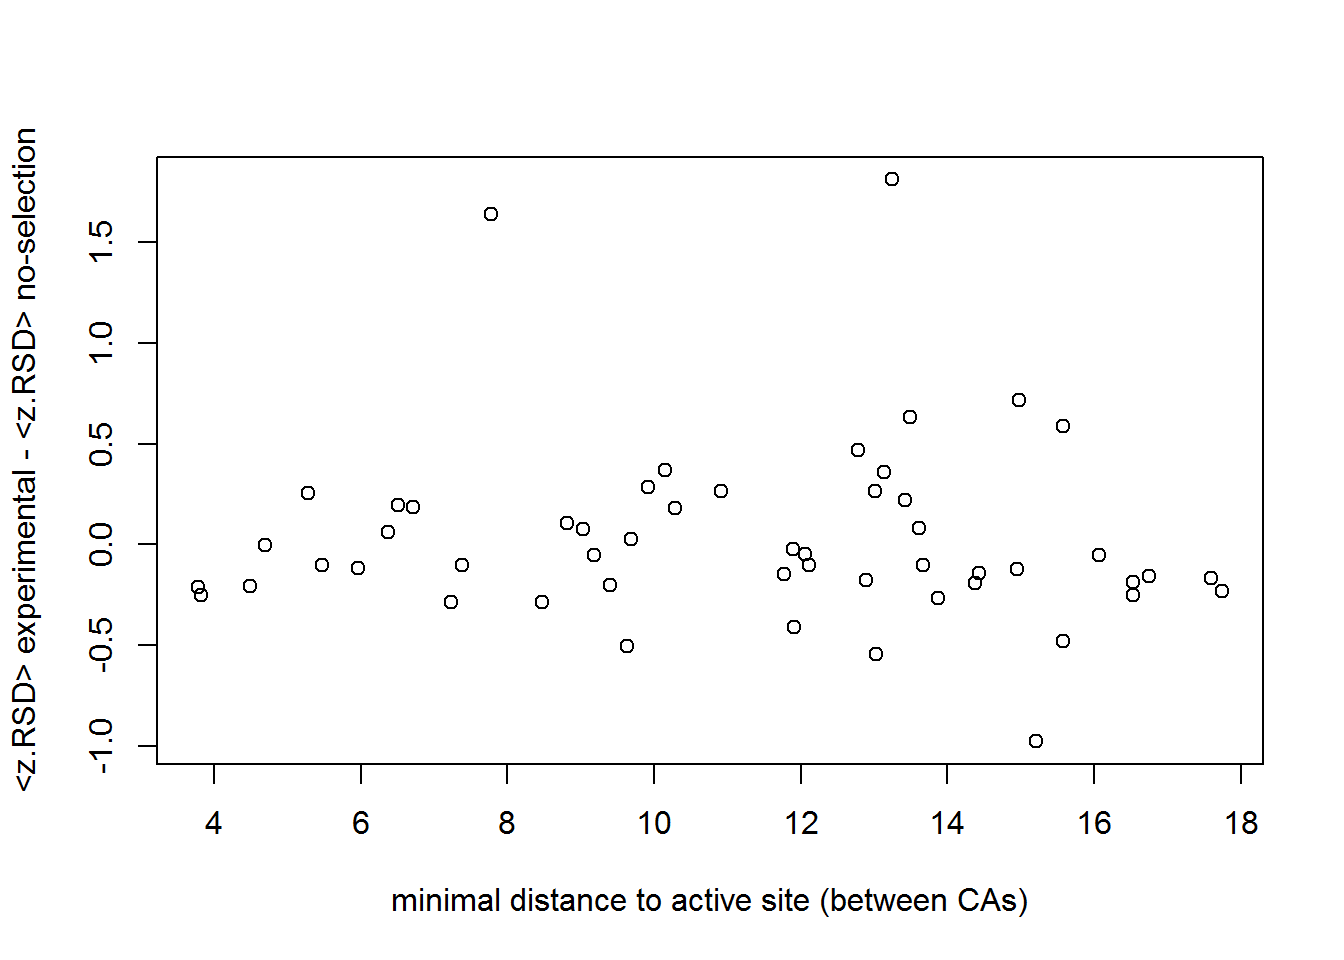 <z.RSD> experimental - <z.RSD> no-selection
1.5
1.0
0.5
0.0
-0.5
-1.0
4 6 8 10 12 14 16 18
minimal distance to active site (between CAs)